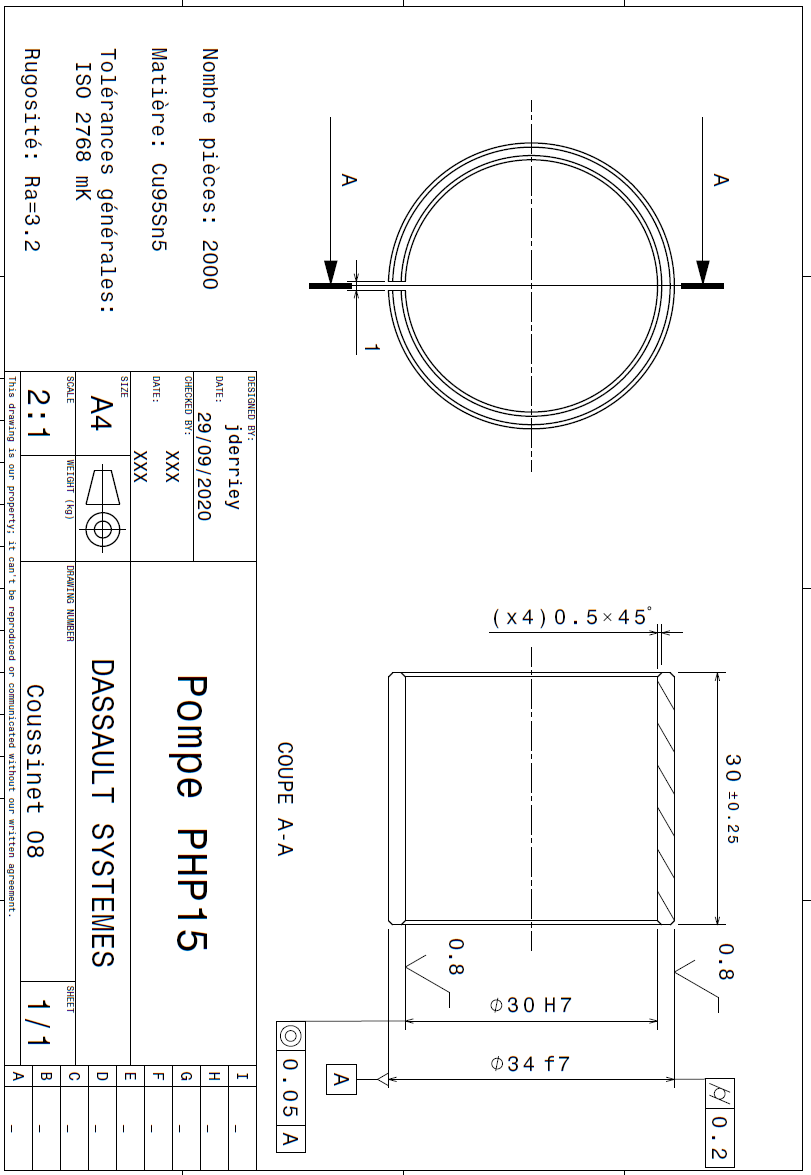 A
A
1
(x4)0.5×45°
30 ±0.25
COUPE A-A
0.8
0.8
⌀30 H7
⌀34 f7
0.2
A
0.05 A
Nombre pièces: 2000
Matière: Cu95Sn5
Tolérances générales:
ISO 2768 mK
Rugosité: Ra=3.2
DESIGNED BY:
jderriey
DATE:
29/09/2020
CHECKED BY:
XXX
DATE:
XXX
SIZE
A4
SCALE
2:1
WEIGHT (kg)
Pompe PHP15
DASSAULT SYSTEMES
DRAWING NUMBER
Coussinet 08
SHEET
1/1
I -
H -
G -
F -
E -
D -
C -
B -
A -
This drawing is our property; it can't be reproduced or communicated without our written agreement.